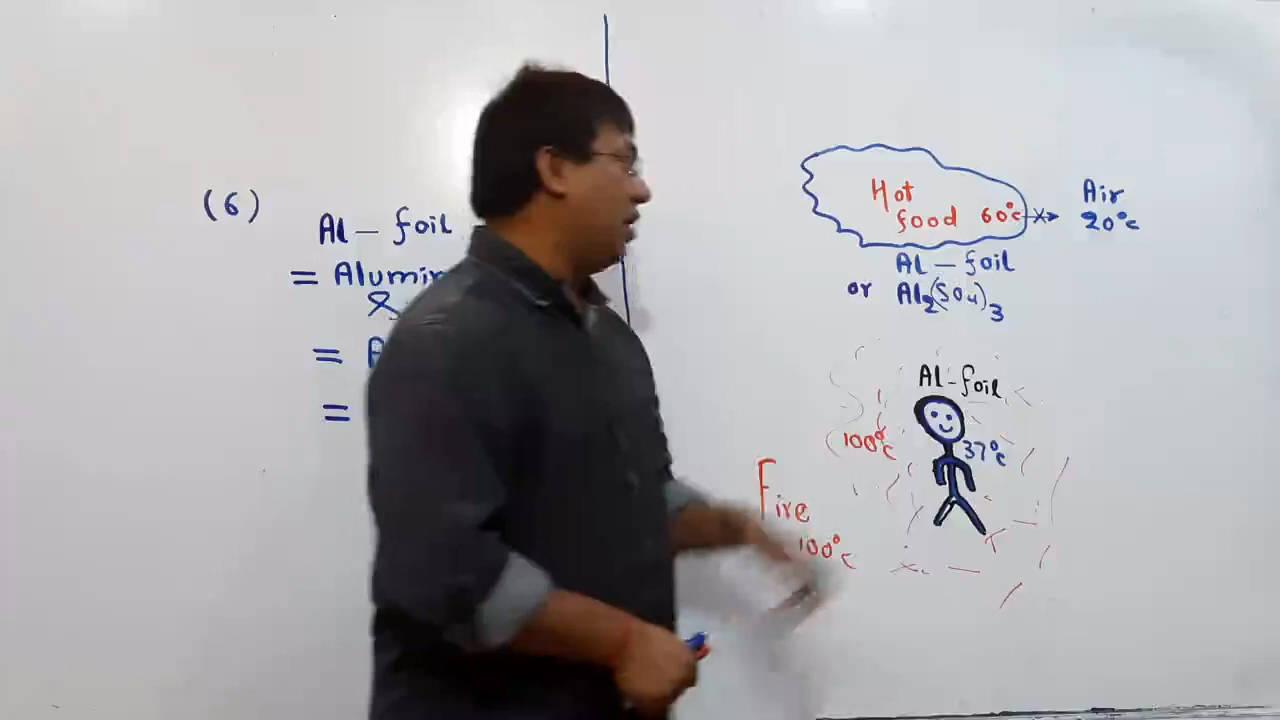 (6)
Al - foil
=
&
=
=
Hot
food 60°c
Air
20°c
Al - foil
or Al2(SO4)3
Al-foil
100°c
37°c
Fire
100°c